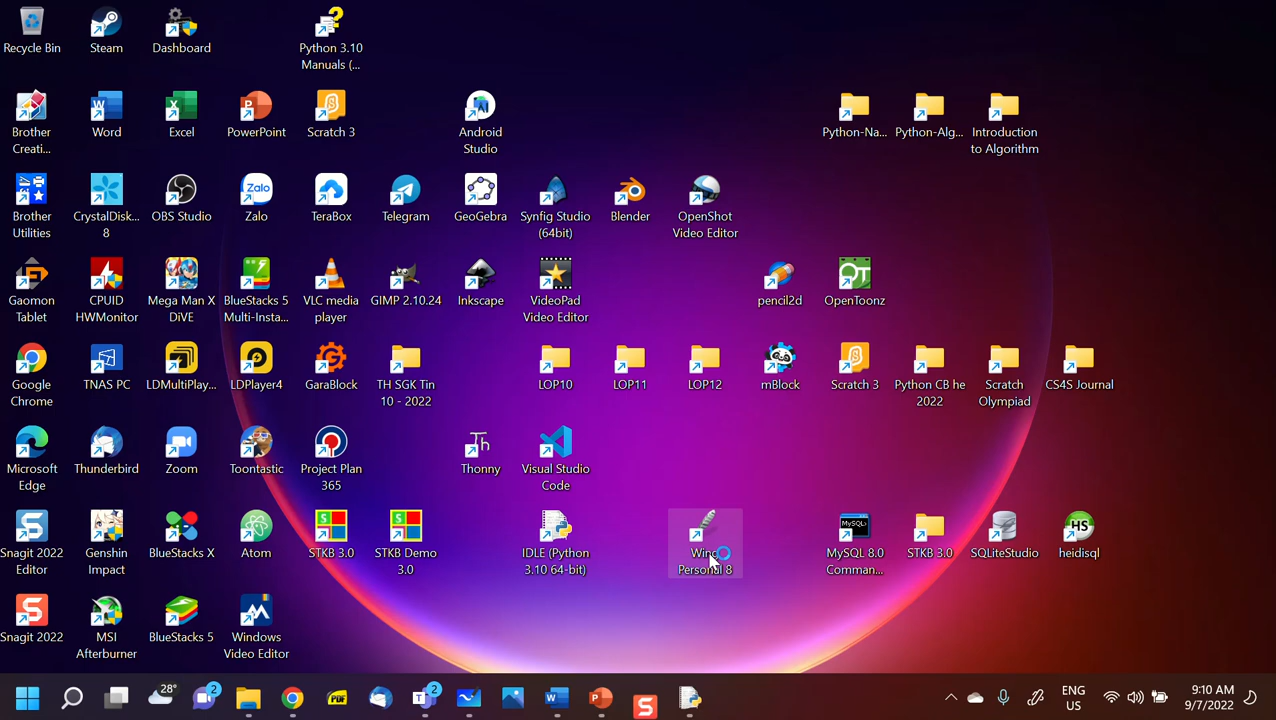 Recycle Bin
Steam
Dashboard
Python 3.10
Manuals (...
Brother
Creati...
Word
Excel
PowerPoint
Scratch 3
Android
Studio
Python-Na...
Python-Alg...
Introduction
to Algorithm
Brother
Utilities
CrystalDisk...
8
OBS Studio
Zalo
Zalo
TeraBox
Telegram
GeoGebra
Synfig Studio
(64bit)
Blender
OpenShot
Video Editor
Gaomon
Tablet
CPUID
HWMonitor
Mega Man X
DiVE
BlueStacks 5
Multi-Insta...
VLC media
player
GIMP 2.10.24
Inkscape
VideoPad
Video Editor
pencil2d
OpenToonz
Google
Chrome
TNAS PC
LDMultiPlay...
LDPlayer4
GaraBlock
TH SGK Tin
10 - 2022
LOP10
LOP11
LOP12
mBlock
Scratch 3
Python CB he
2022
Scratch
Olympiad
CS4S Journal
Microsoft
Edge
Thunderbird
Zoom
Toontastic
Project Plan
365
Th
Thonny
Visual Studio
Code
Snagit 2022
Editor
Genshin
Impact
BlueStacks X
Atom
STKB 3.0
STKB Demo
3.0
IDLE (Python
3.10 64-bit)
Wing
Personal 8
MySQL 8.0
Comman...
STKB 3.0
SQLiteStudio
HS
heidisql
Snagit 2022
MSI
Afterburner
BlueStacks 5
Windows
Video Editor
28°
2
PDF
2
ENG
US
9:10 AM
9/7/2022